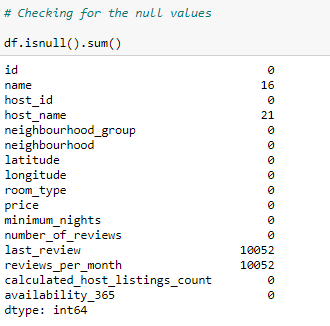 # Checking for the null values
df.isnull().sum()
id 0
name 16
host_id 0
host_name 21
neighbourhood_group 0
neighbourhood 0
latitude 0
longitude 0
room_type 0
price 0
minimum_nights 0
number_of_reviews 0
last_review 10052
reviews_per_month 10052
calculated_host_listings_count 0
availability_365 0
dtype: int64